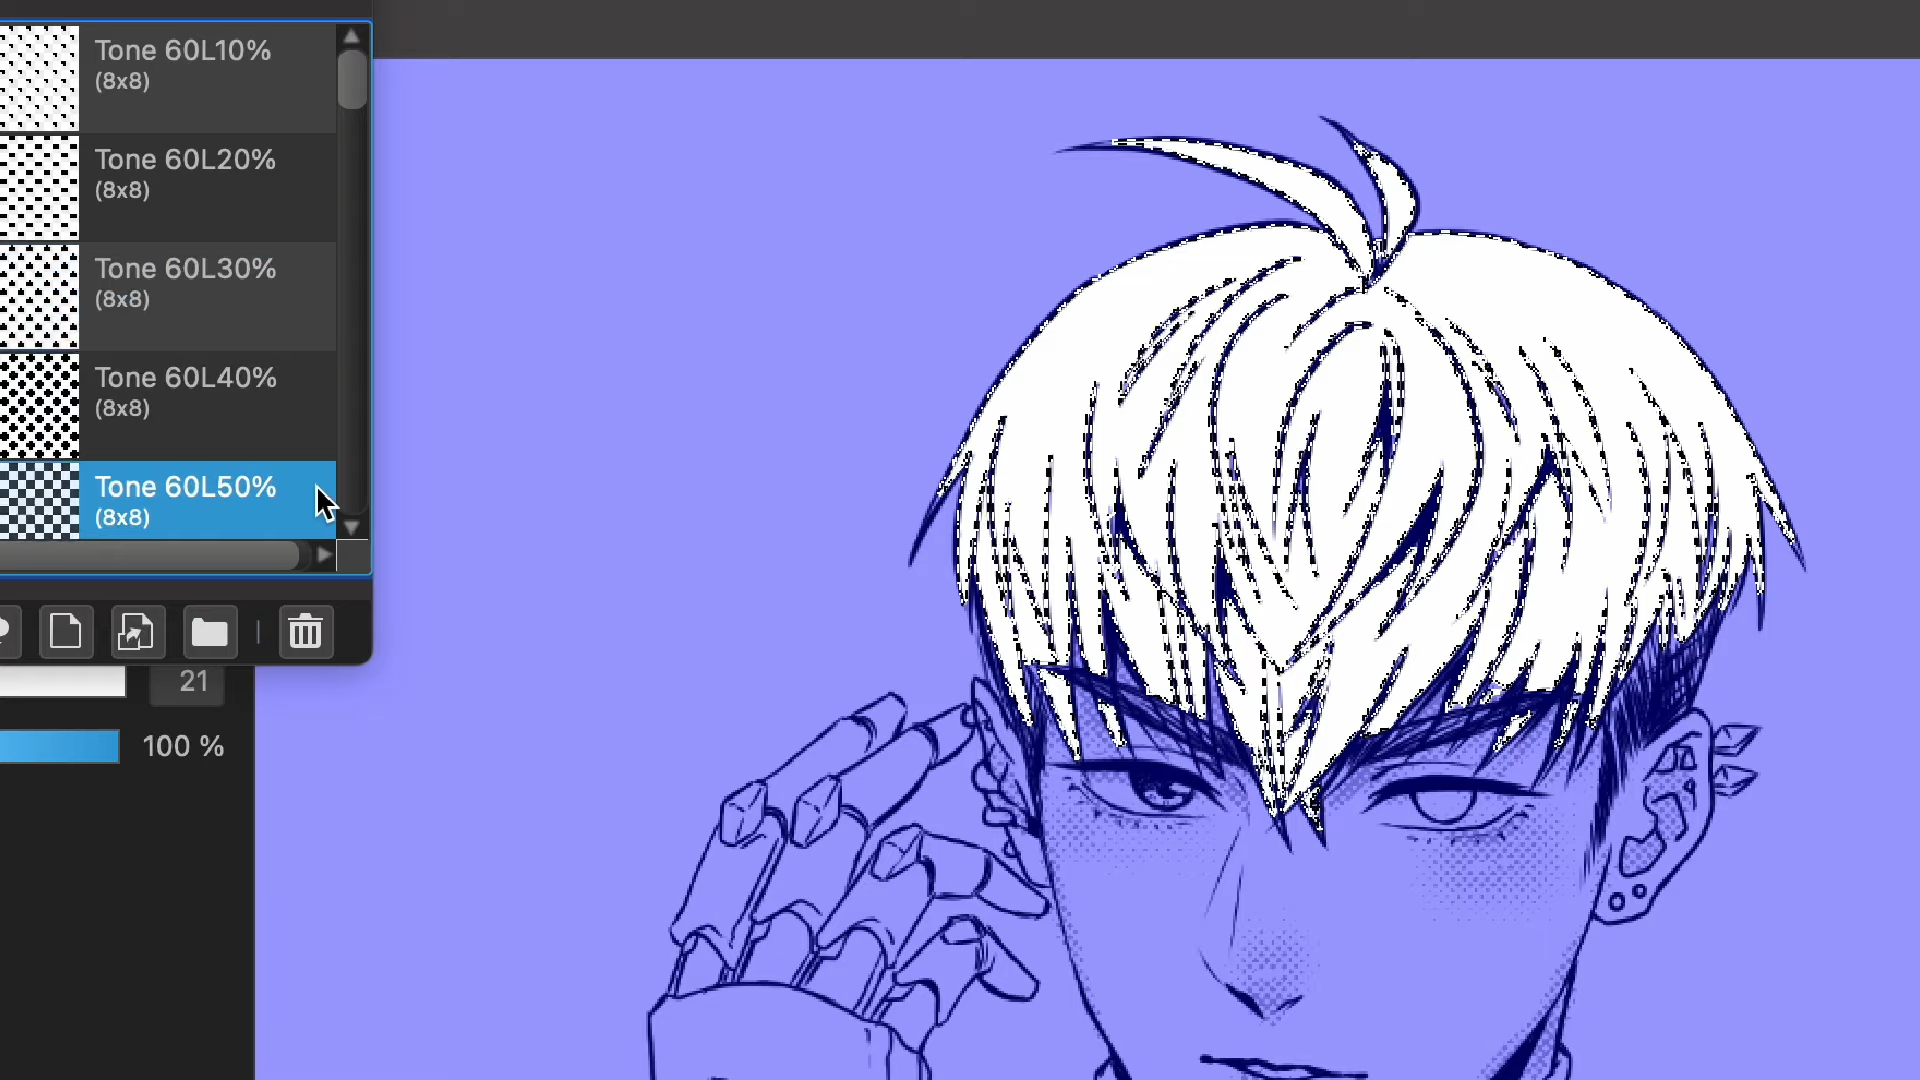 Tone 60L10%
(8x8)
Tone 60L20%
(8x8)
Tone 60L30%
(8x8)
Tone 60L40%
(8x8)
Tone 60L50%
(8x8)
21
100 %